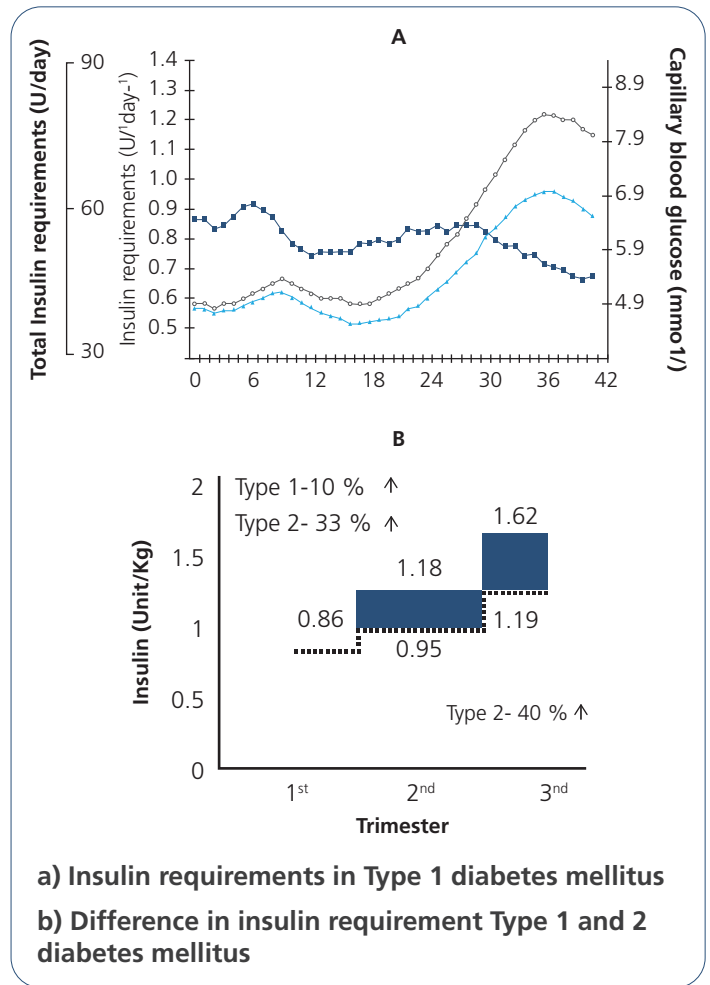 A
Total Insulin requirements (U/day)
90
60
30
Insulin requirements (U/¹day-¹)
1.4
1.3
1.2
1.1
1.0
0.9
0.8
0.7
0.6
0.5
8.9
7.9
6.9
5.9
4.9
Capillary blood glucose (mmo1/)
0 6 12 18 24 30 36 42
B
Insulin (Unit/Kg)
2
1.5
1
0.5
0
Type 1-10 % ↑
Type 2- 33 % ↑
1.62
1.18
0.86
1.19
0.95
Type 2- 40 % ↑
1st 2nd 3nd
Trimester
a) Insulin requirements in Type 1 diabetes mellitus
b) Difference in insulin requirement Type 1 and 2
diabetes mellitus